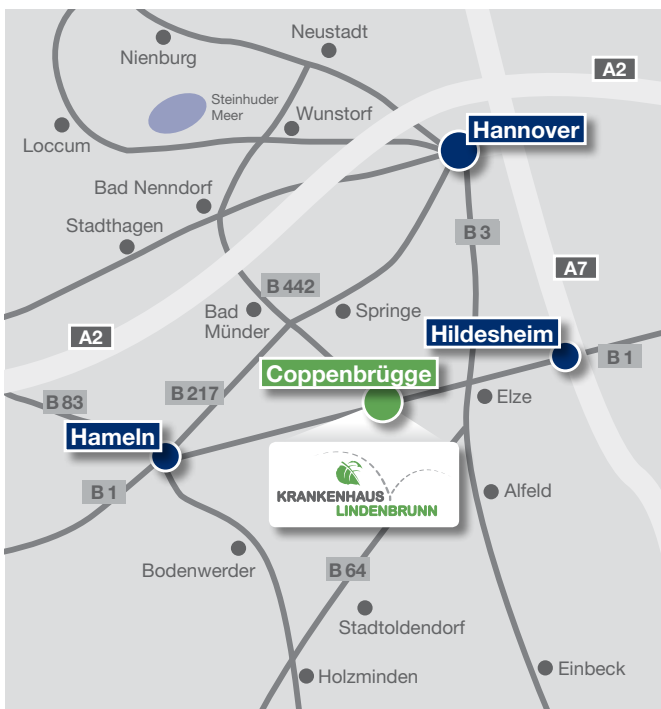 Neustadt
Nienburg
A2
Steinhuder
Meer
Wunstorf
Hannover
Loccum
Bad Nenndorf
Stadthagen
B 3
A7
B 442
Bad
Münder
Springe
A2
Hildesheim
B 1
Coppenbrügge
B 83
B 217
Elze
Hameln
B 1
KRANKENHAUS
LINDENBRUNN
Alfeld
Bodenwerder
B 64
Stadtoldendorf
Holzminden
Einbeck